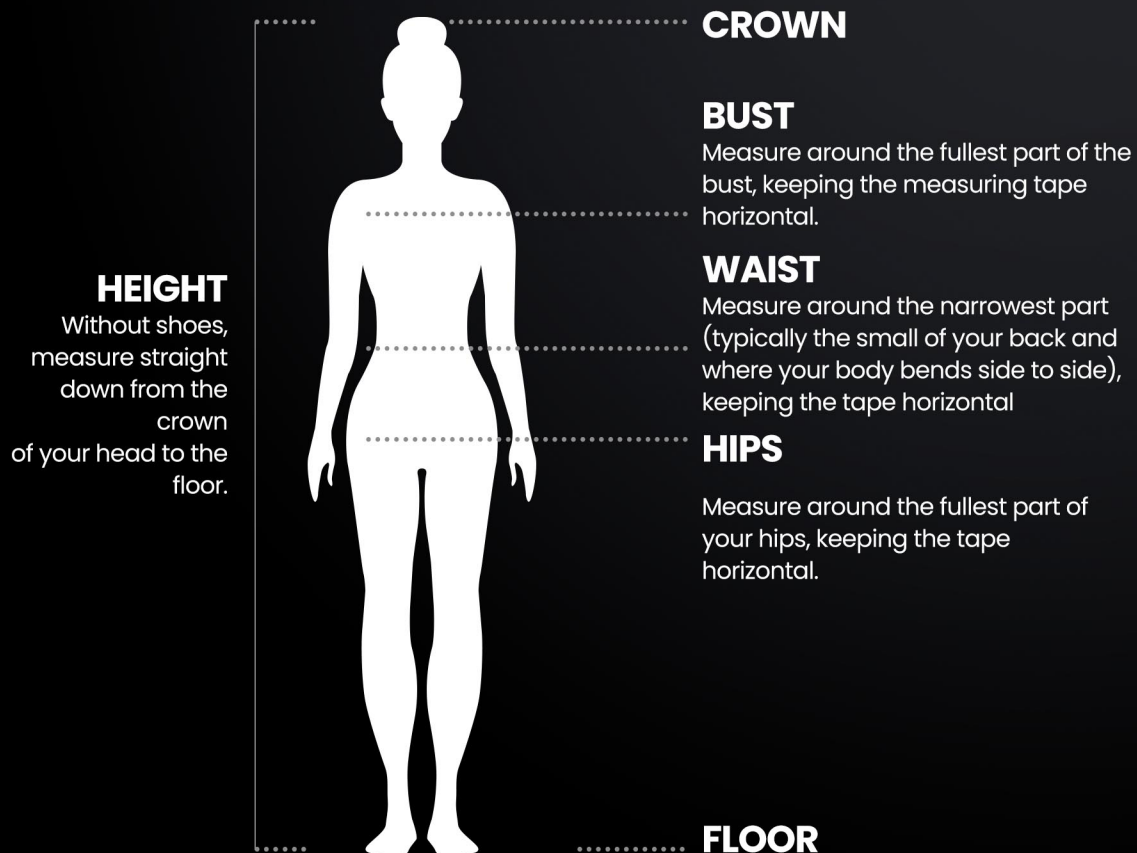 CROWN
BUST
Measure around the fullest part of the
bust, keeping the measuring tape
horizontal.
WAIST
Measure around the narrowest part
(typically the small of your back and
where your body bends side to side),
keeping the tape horizontal
HIPS
Measure around the fullest part of
your hips, keeping the tape
horizontal.
FLOOR
HEIGHT
Without shoes,
measure straight
down from the
crown
of your head to the
floor.